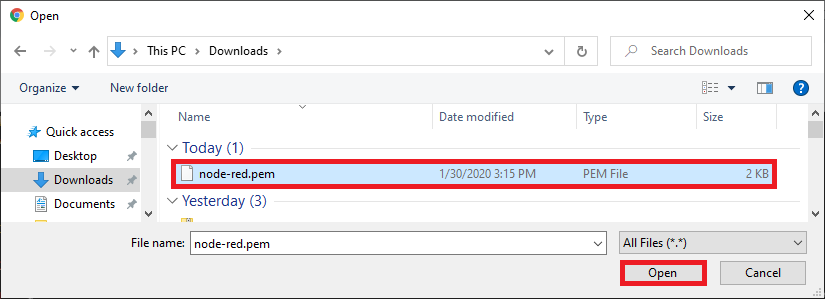 Open
This PC > Downloads >
Search Downloads
Organize
New folder
Name
Date modified
Type
Size
Quick access
Desktop
Downloads
Documents
Today (1)
node-red.pem
1/30/2020 3:15 PM
PEM File
2 KB
Yesterday (3)
File name:
node-red.pem
All Files (*.*)
Open
Cancel